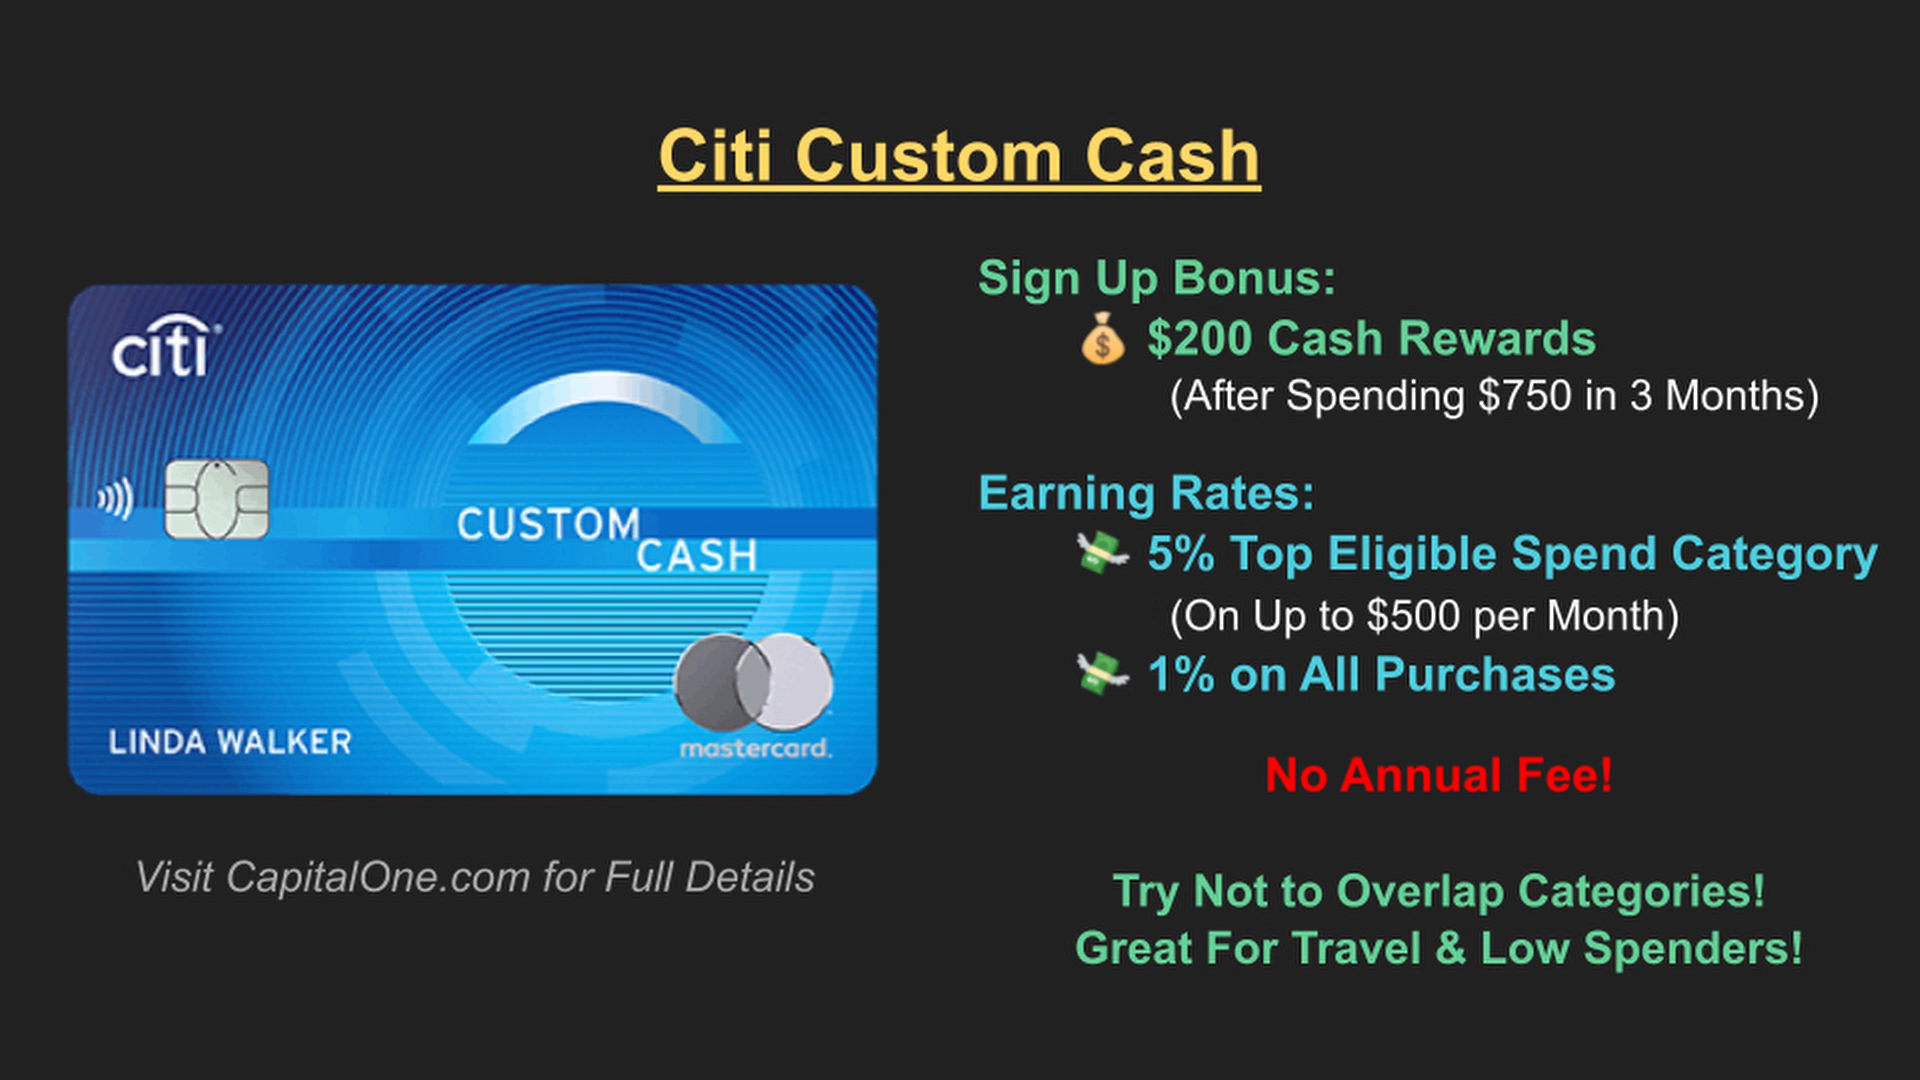 Citi Custom Cash
citi
CUSTOM
CASH
LINDA WALKER
mastercard.
Visit CapitalOne.com for Full Details
Sign Up Bonus:
$200 Cash Rewards
(After Spending $750 in 3 Months)
Earning Rates:
5% Top Eligible Spend Category
(On Up to $500 per Month)
1% on All Purchases
No Annual Fee!
Try Not to Overlap Categories!
Great For Travel & Low Spenders!